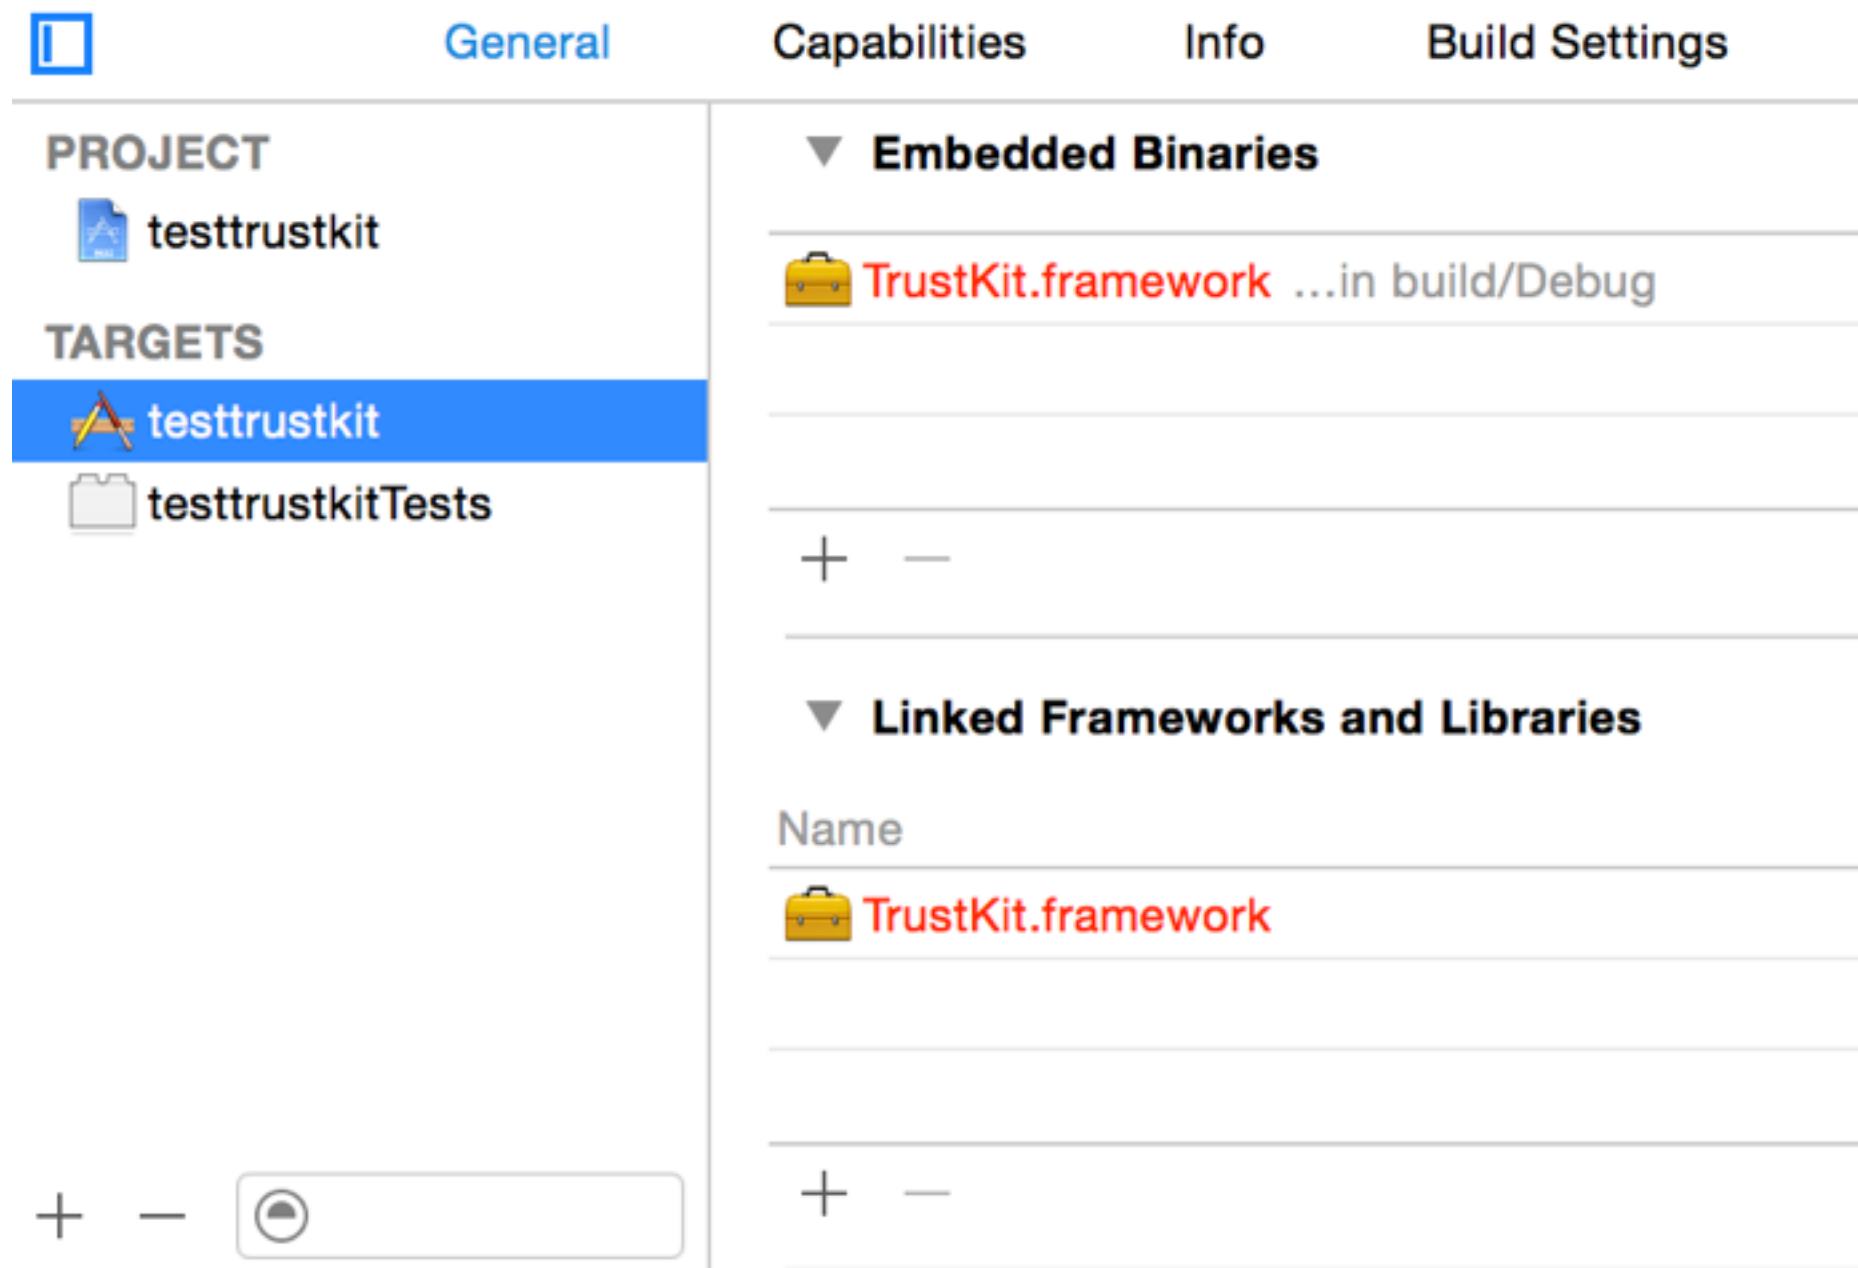 General Capabilities Info Build Settings
PROJECT
testtrustkit
TARGETS
testtrustkit
testtrustkitTests
Embedded Binaries
TrustKit.framework ...in build/Debug
Linked Frameworks and Libraries
Name
TrustKit.framework